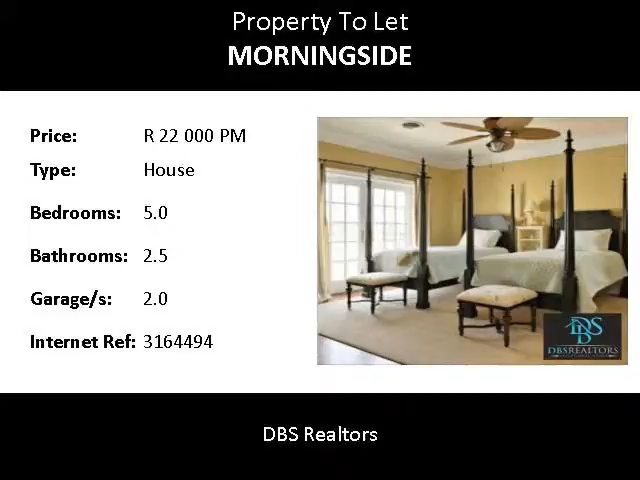 Property To Let
MORNINGSIDE
Price: R 22 000 PM
Type: House
Bedrooms: 5.0
Bathrooms: 2.5
Garage/s: 2.0
Internet Ref: 3164494
DBS
DBSREALTORS
DBS Realtors